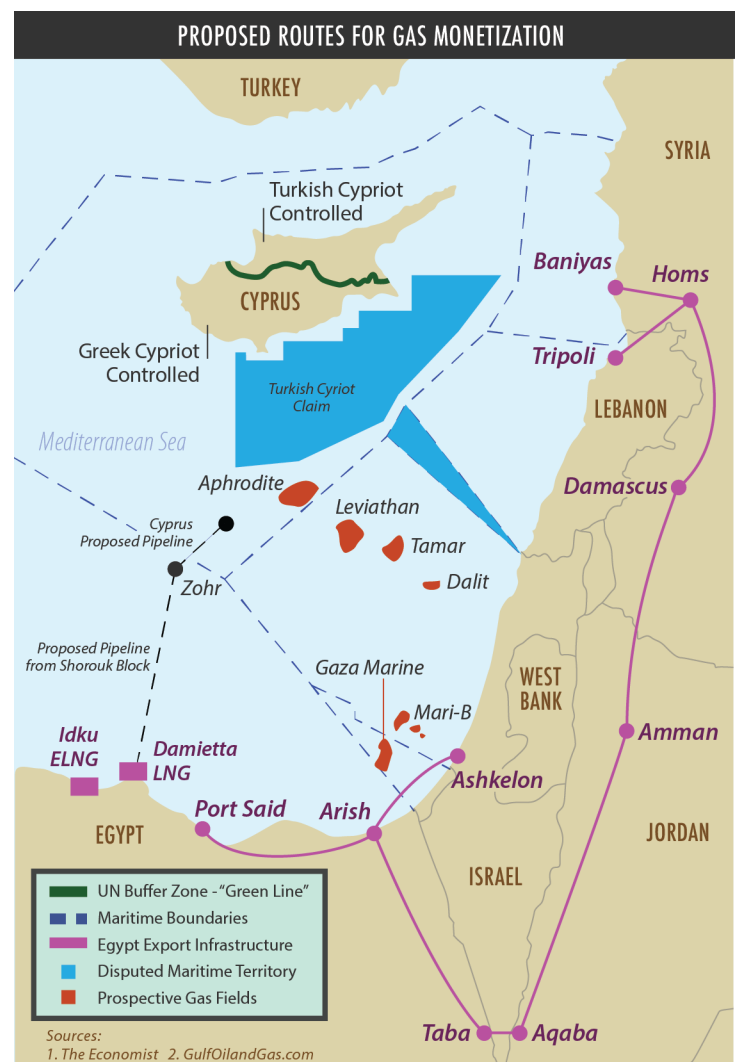 PROPOSED ROUTES FOR GAS MONETIZATION
TURKEY
SYRIA
Turkish Cypriot
Controlled
Baniyas
Homs
CYPRUS
Greek Cypriot
Controlled
Tripoli
Turkish Cyriot
Claim
LEBANON
Mediterranean Sea
Aphrodite
Damascus
Leviathan
Cyprus
Proposed Pipeline
Tamar
Zohr
Dalit
Proposed Pipeline
from Shorouk Block
Gaza Marine
WEST
BANK
Mari-B
Idku
ELNG
Damietta
LNG
Amman
Ashkelon
Port Said
Arish
EGYPT
JORDAN
ISRAEL
UN Buffer Zone -“Green Line”
Maritime Boundaries
Egypt Export Infrastructure
Disputed Maritime Territory
Prospective Gas Fields
Taba
Aqaba
Sources:
1. The Economist 2. GulfOilandGas.com